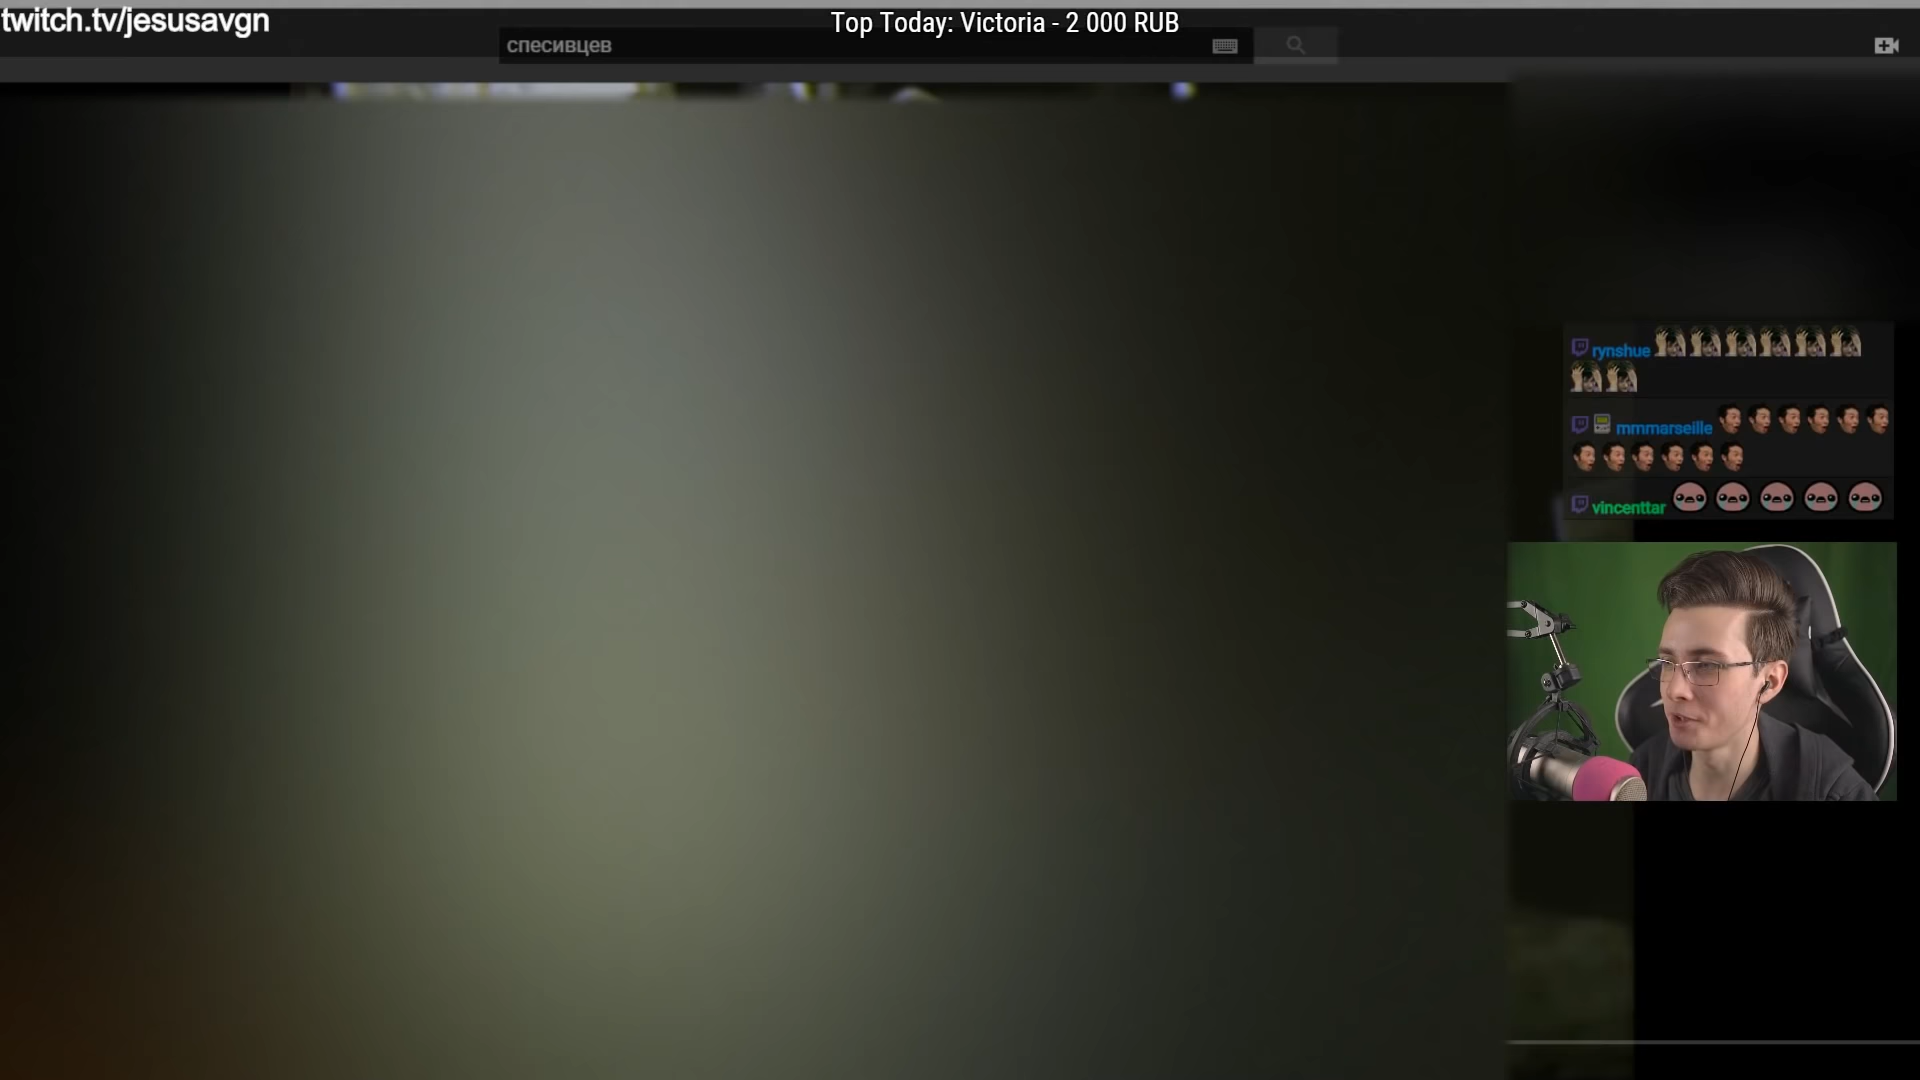 twitch.tv/jesusavgn
Top Today: Victoria - 2 000 RUB
спесивцев
rynshue
mmmarseille
vincenttar